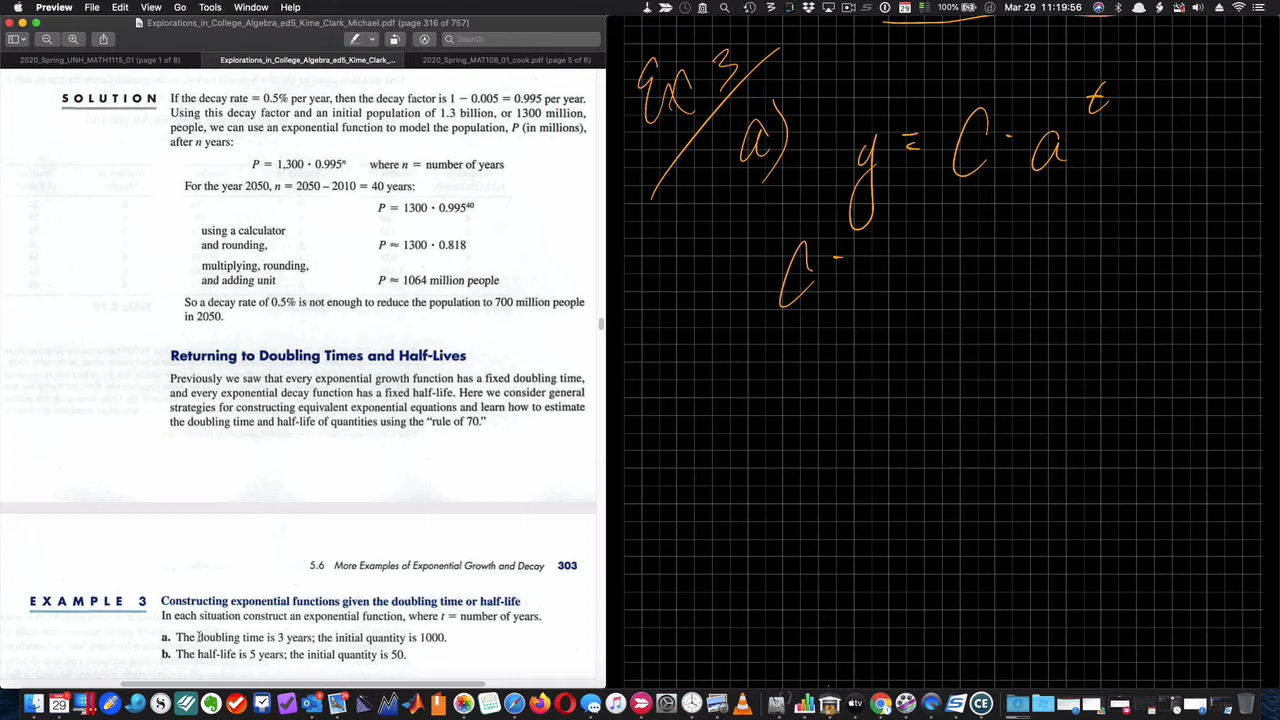 Preview File Edit View Go Tools Window Help
100% Mar 29 11:19:56
Explorations_in_College_Algebra_ed5_Kime_Clark_Michael.pdf (page 316 of 757)
Search
2020_Spring_UNH_MATH1115_01 (page 1 of 8)
Explorations_in_College_Algebra_ed5_Kime_Clark_...
2020_Spring_MAT108_01_cook.pdf (page 5 of 6)
SOLUTION
If the decay rate = 0.5% per year, then the decay factor is 1 − 0.005 = 0.995 per year.
Using this decay factor and an initial population of 1.3 billion, or 1300 million,
people, we can use an exponential function to model the population, P (in millions),
after n years:
P = 1,300 · 0.995ⁿ where n = number of years
For the year 2050, n = 2050 − 2010 = 40 years:
P = 1300 · 0.995⁴⁰
using a calculator
and rounding,
P ≈ 1300 · 0.818
multiplying, rounding,
and adding unit
P ≈ 1064 million people
So a decay rate of 0.5% is not enough to reduce the population to 700 million people
in 2050.
Returning to Doubling Times and Half-Lives
Previously we saw that every exponential growth function has a fixed doubling time,
and every exponential decay function has a fixed half-life. Here we consider general
strategies for constructing equivalent exponential equations and learn how to estimate
the doubling time and half-life of quantities using the “rule of 70.”
5.6 More Examples of Exponential Growth and Decay 303
EXAMPLE 3
Constructing exponential functions given the doubling time or half-life
In each situation construct an exponential function, where t = number of years.
a. The doubling time is 3 years; the initial quantity is 1000.
b. The half-life is 5 years; the initial quantity is 50.
Ex 3
a) y = C · a^t
C